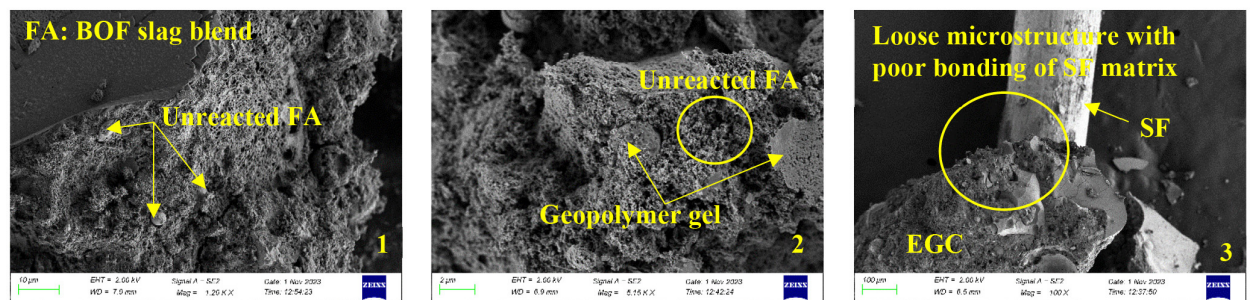 FA: BOF slag blend
Unreacted FA
1
10 µm
EHT = 2.00 kV
Signal A = SE2
Date: 1 Nov 2023
WD = 7.9 mm
Mag = 1.20 K X
Time: 12:54:23
ZEISS
Unreacted FA
Geopolymer gel
2
2 µm
EHT = 2.00 kV
Signal A = SE2
Date: 1 Nov 2023
WD = 6.9 mm
Mag = 5.15 K X
Time: 12:42:24
ZEISS
Loose microstructure with
poor bonding of SF matrix
SF
EGC
3
100 µm
EHT = 2.00 kV
Signal A = SE2
Date: 1 Nov 2023
WD = 6.5 mm
Mag = 100 X
Time: 12:37:50
ZEISS